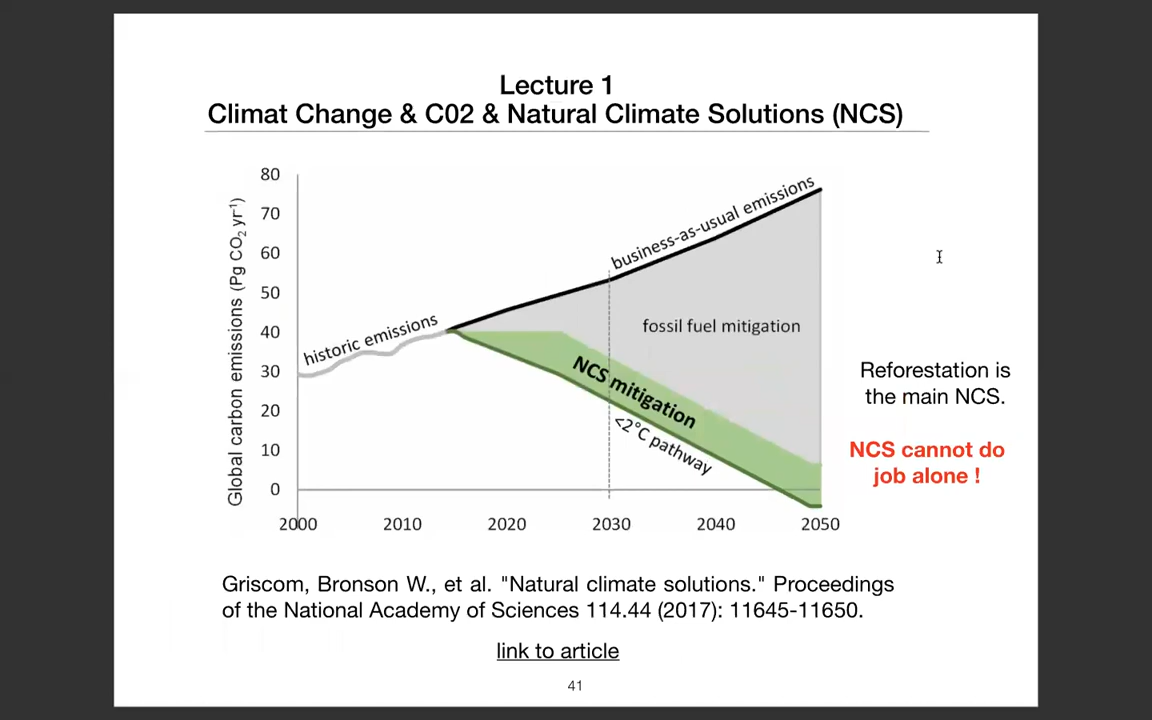 Lecture 1
Climat Change & C02 & Natural Climate Solutions (NCS)
80
70
60
50
40
30
20
10
0
Global carbon emissions (Pg CO₂ yr⁻¹)
historic emissions
business-as-usual emissions
fossil fuel mitigation
NCS mitigation
<2°C pathway
2000
2010
2020
2030
2040
2050
Reforestation is
the main NCS.
NCS cannot do
job alone !
Griscom, Bronson W., et al. "Natural climate solutions." Proceedings
of the National Academy of Sciences 114.44 (2017): 11645-11650.
link to article
41